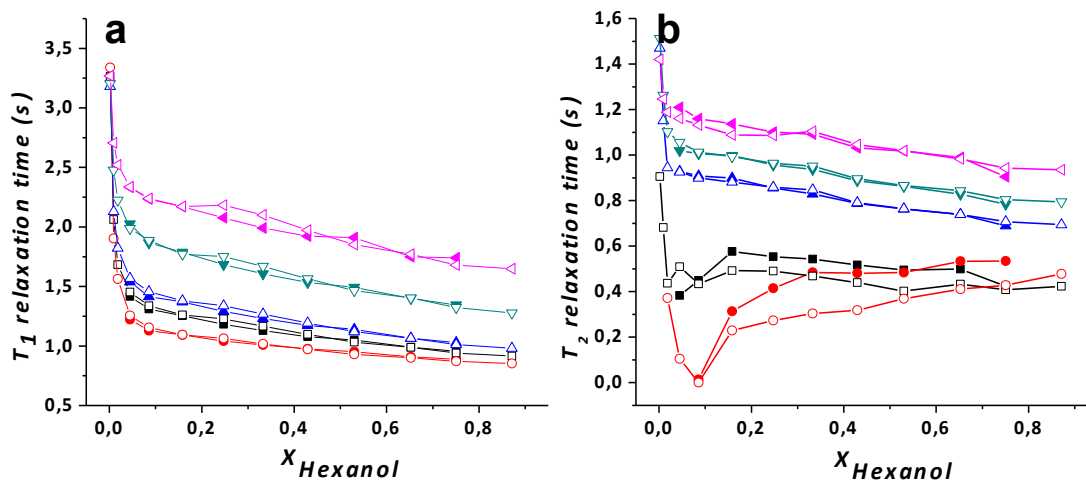 a
T1 relaxation time (s)
3,5
3,0
2,5
2,0
1,5
1,0
0,5
0,0 0,2 0,4 0,6 0,8
XHexanol
b
T2 relaxation time (s)
1,6
1,4
1,2
1,0
0,8
0,6
0,4
0,2
0,0
0,0 0,2 0,4 0,6 0,8
XHexanol